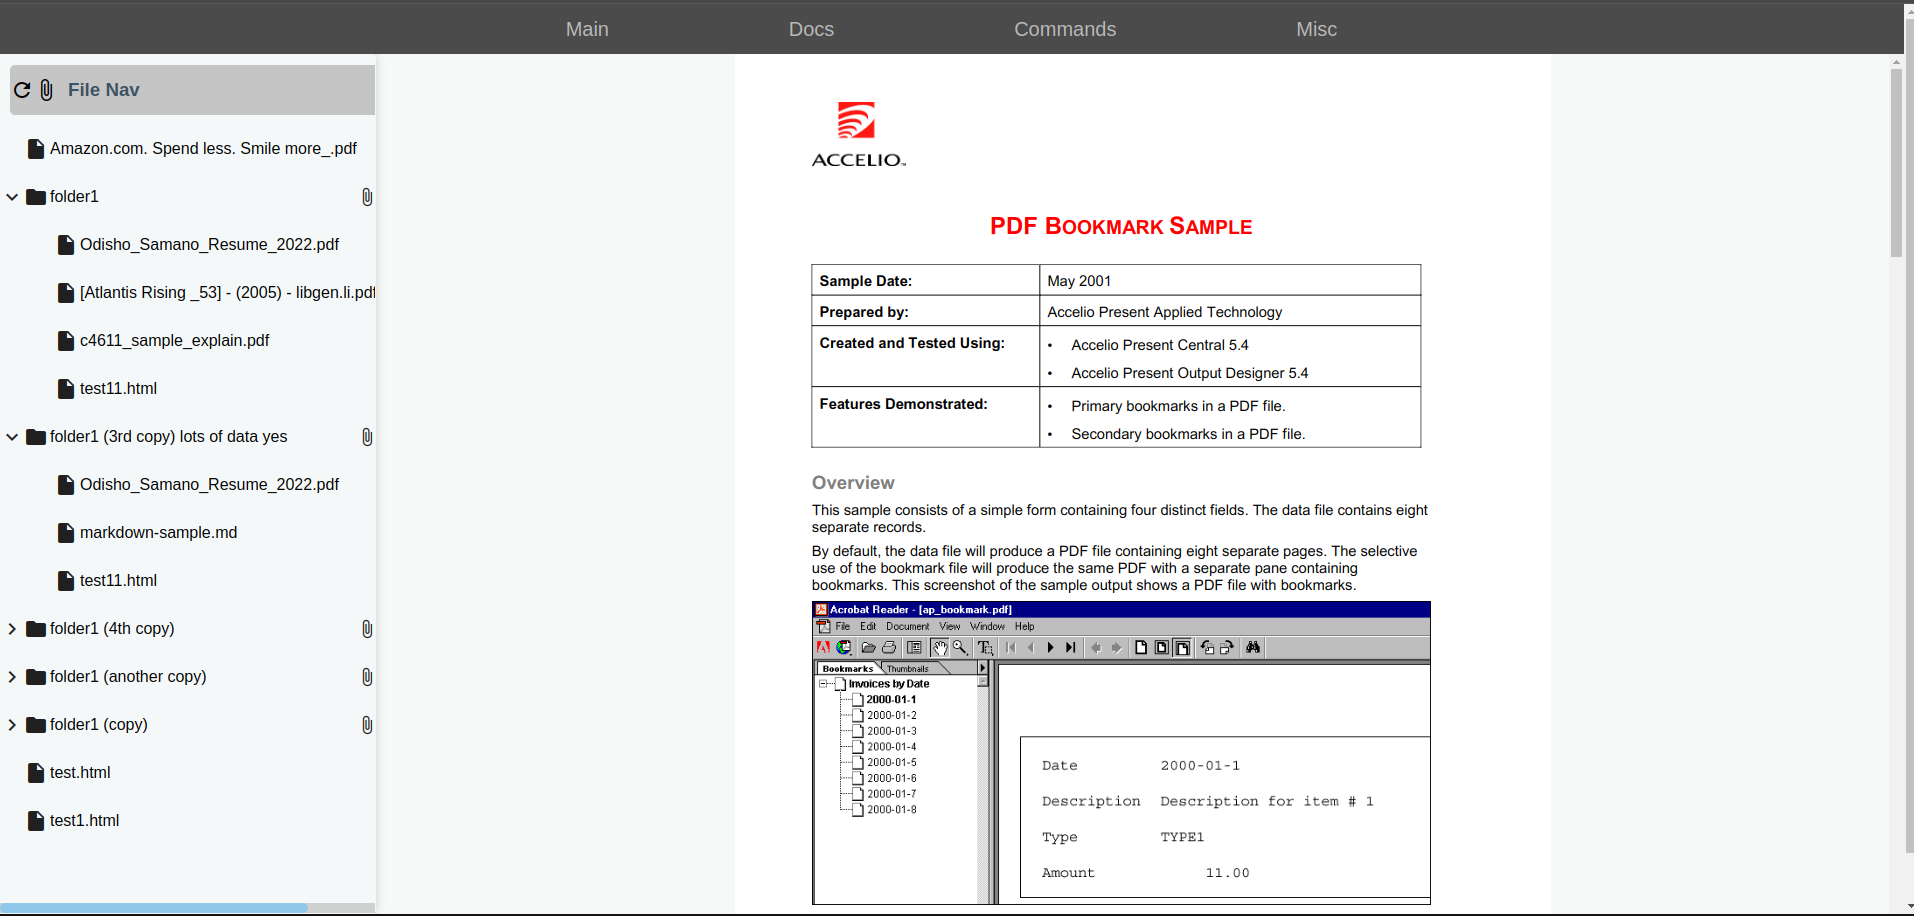 Main Docs Commands Misc
File Nav
Amazon.com. Spend less. Smile more_.pdf
folder1
Odisho_Samano_Resume_2022.pdf
[Atlantis Rising _53] - (2005) - libgen.li.pdf
c4611_sample_explain.pdf
test11.html
folder1 (3rd copy) lots of data yes
Odisho_Samano_Resume_2022.pdf
markdown-sample.md
test11.html
folder1 (4th copy)
folder1 (another copy)
folder1 (copy)
test.html
test1.html
ACCELIO™
PDF BOOKMARK SAMPLE
Sample Date: May 2001
Prepared by: Accelio Present Applied Technology
Created and Tested Using: • Accelio Present Central 5.4
• Accelio Present Output Designer 5.4
Features Demonstrated: • Primary bookmarks in a PDF file.
• Secondary bookmarks in a PDF file.
Overview
This sample consists of a simple form containing four distinct fields. The data file contains eight
separate records.
By default, the data file will produce a PDF file containing eight separate pages. The selective
use of the bookmark file will produce the same PDF with a separate pane containing
bookmarks. This screenshot of the sample output shows a PDF file with bookmarks.
Acrobat Reader - [ap_bookmark.pdf]
File Edit Document View Window Help
Bookmarks Thumbnails
Invoices by Date
2000-01-1
2000-01-2
2000-01-3
2000-01-4
2000-01-5
2000-01-6
2000-01-7
2000-01-8
Date 2000-01-1
Description Description for item # 1
Type TYPE1
Amount 11.00